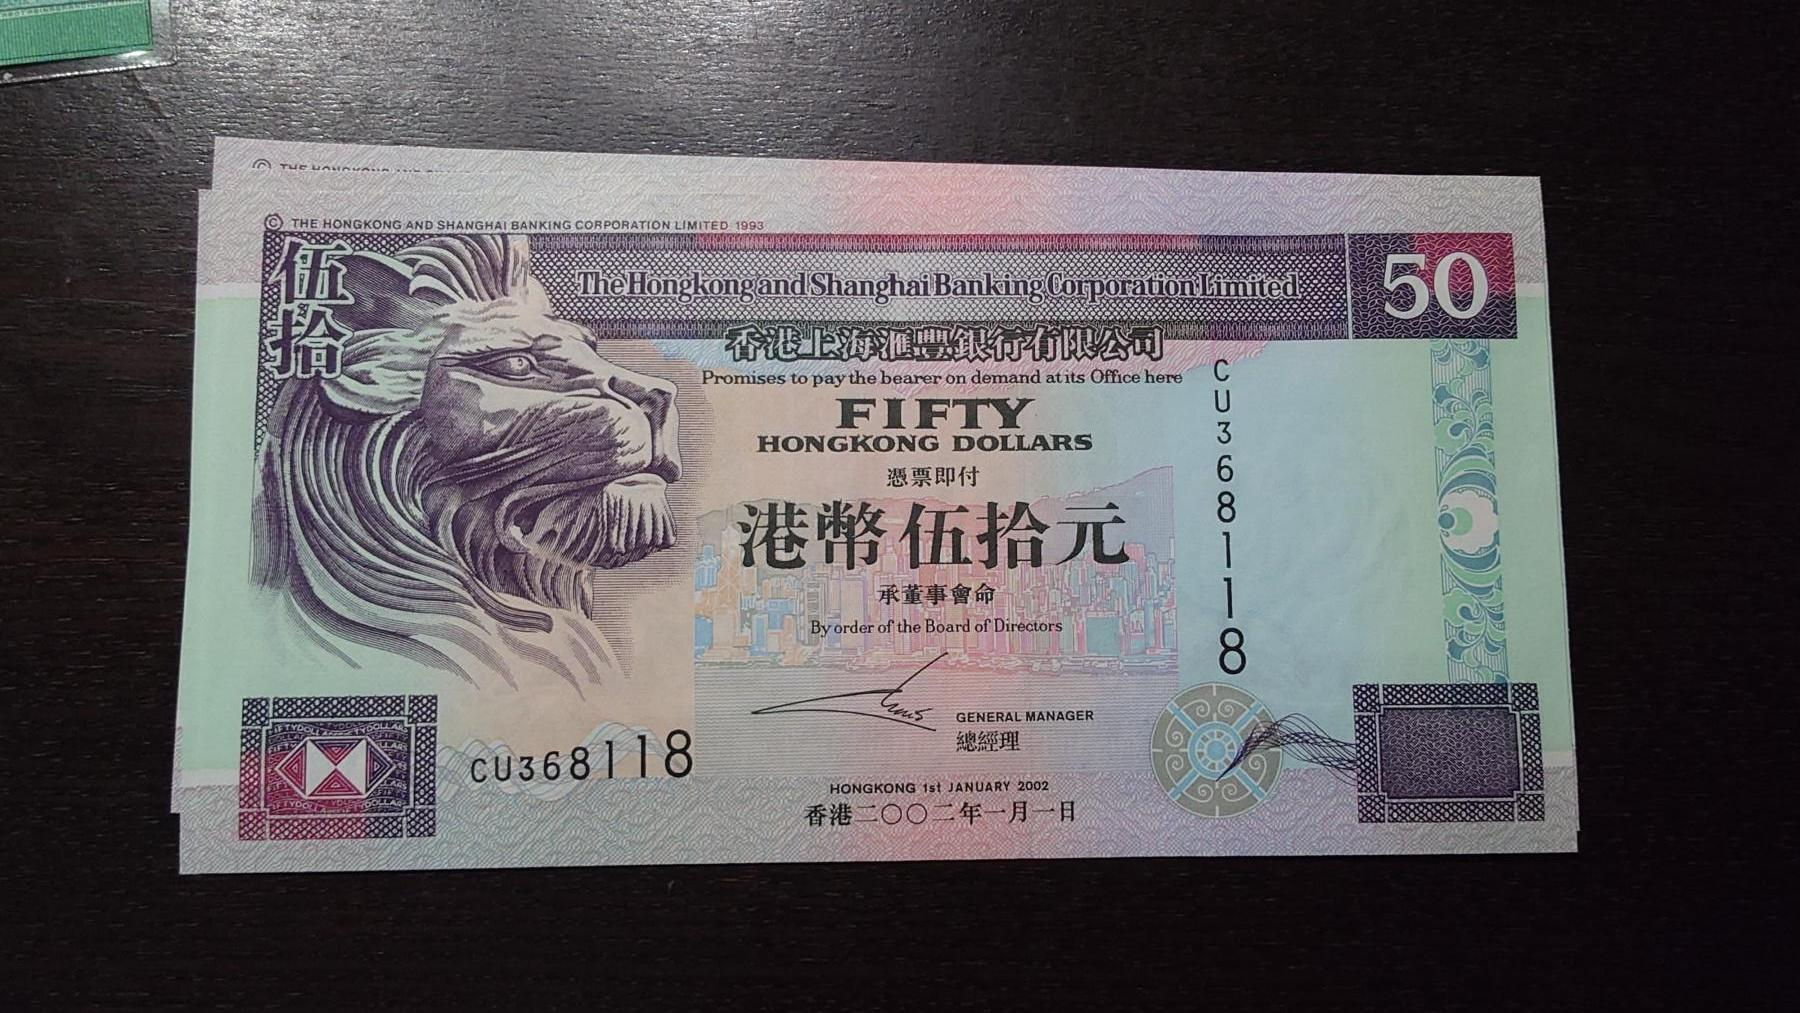 © THE HONGKONG AND
© THE HONGKONG AND SHANGHAI BANKING CORPORATION LIMITED 1993
伍拾
The Hongkong and Shanghai Banking Corporation Limited
50
香港上海滙豐銀行有限公司
Promises to pay the bearer on demand at its Office here
CU368118
FIFTY
HONGKONG DOLLARS
憑票即付
港幣伍拾元
承董事會命
By order of the Board of Directors
GENERAL MANAGER
總經理
CU368118
HONGKONG 1st JANUARY 2002
香港二〇〇二年一月一日